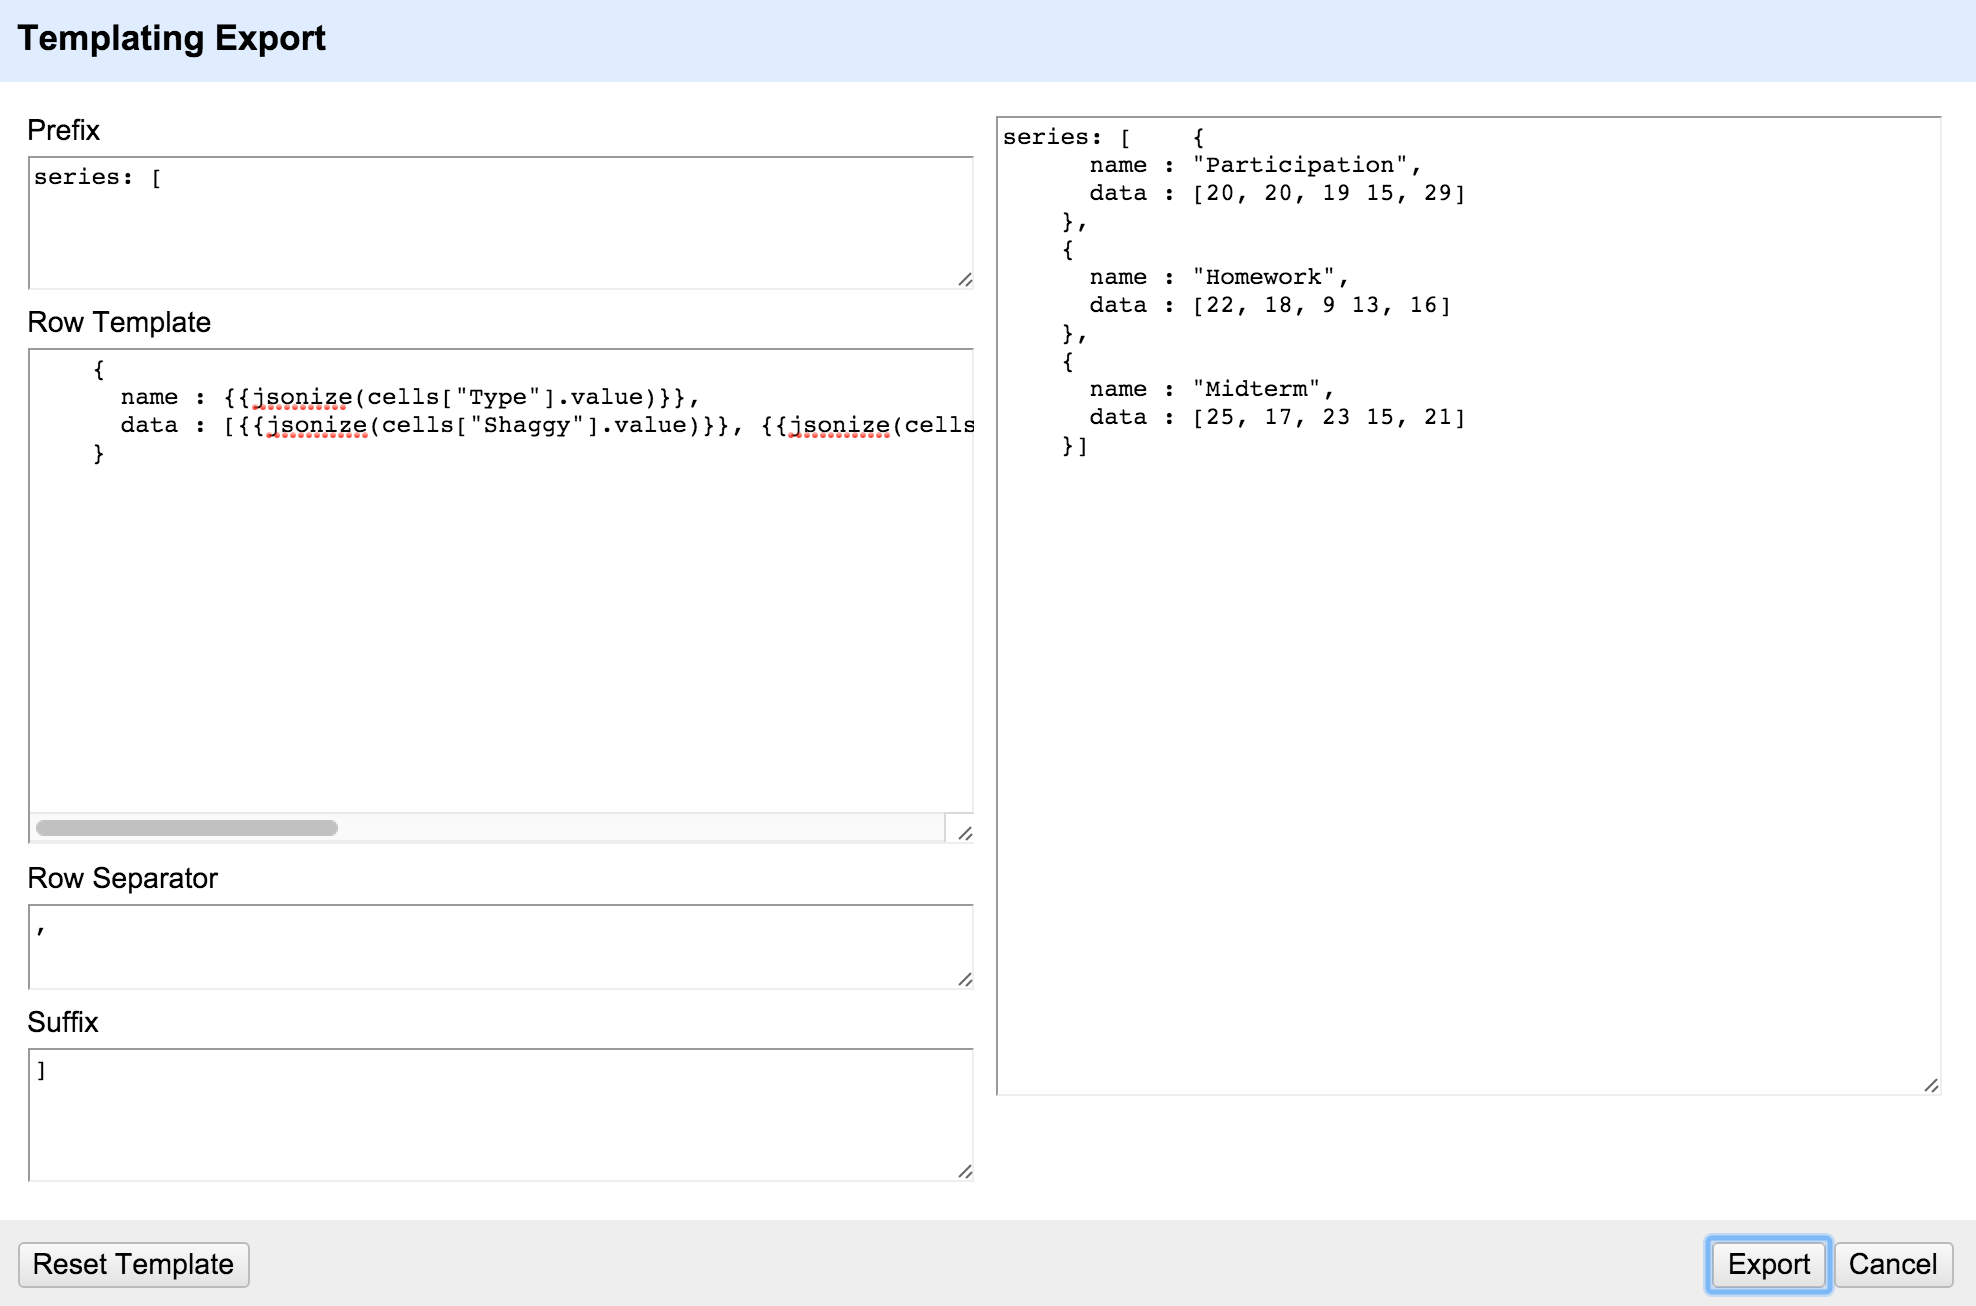 Templating Export
Prefix
series: [
Row Template
{
name : {{jsonize(cells["Type"].value)}},
data : [{{jsonize(cells["Shaggy"].value)}}, {{jsonize(cells
}
Row Separator
,
Suffix
]
series: [    {
name : "Participation",
data : [20, 20, 19 15, 29]
},
{
name : "Homework",
data : [22, 18, 9 13, 16]
},
{
name : "Midterm",
data : [25, 17, 23 15, 21]
}]
Reset Template
Export
Cancel